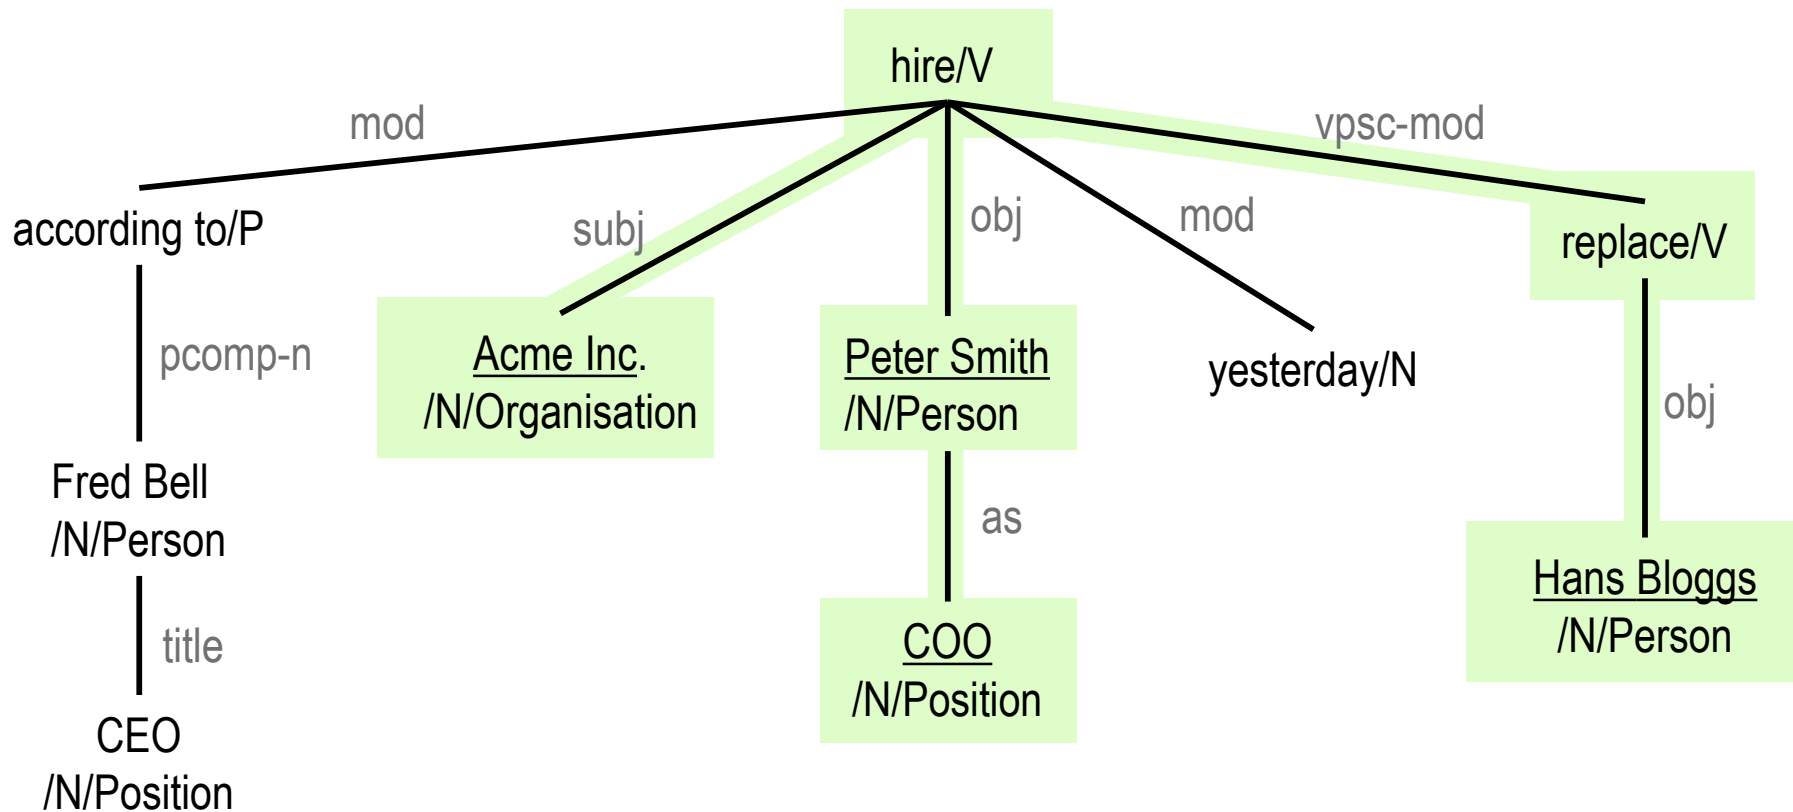 hire/V
mod
vpsc-mod
according to/P
subj
obj
mod
replace/V
pcomp-n
Acme Inc.
/N/Organisation
Peter Smith
/N/Person
yesterday/N
obj
Fred Bell
/N/Person
as
Hans Bloggs
/N/Person
title
COO
/N/Position
CEO
/N/Position